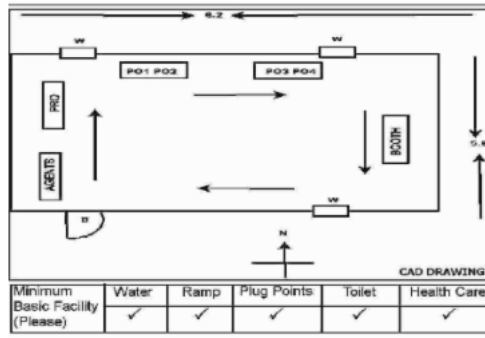 6.2
W
W
PO1 PO2
PO3 PO4
PRO
BOOTH
AGENTS
W
D
N
CAD DRAWING
Minimum Basic Facility (Please)
Water
Ramp
Plug Points
Toilet
Health Care
✓ ✓ ✓ ✓ ✓